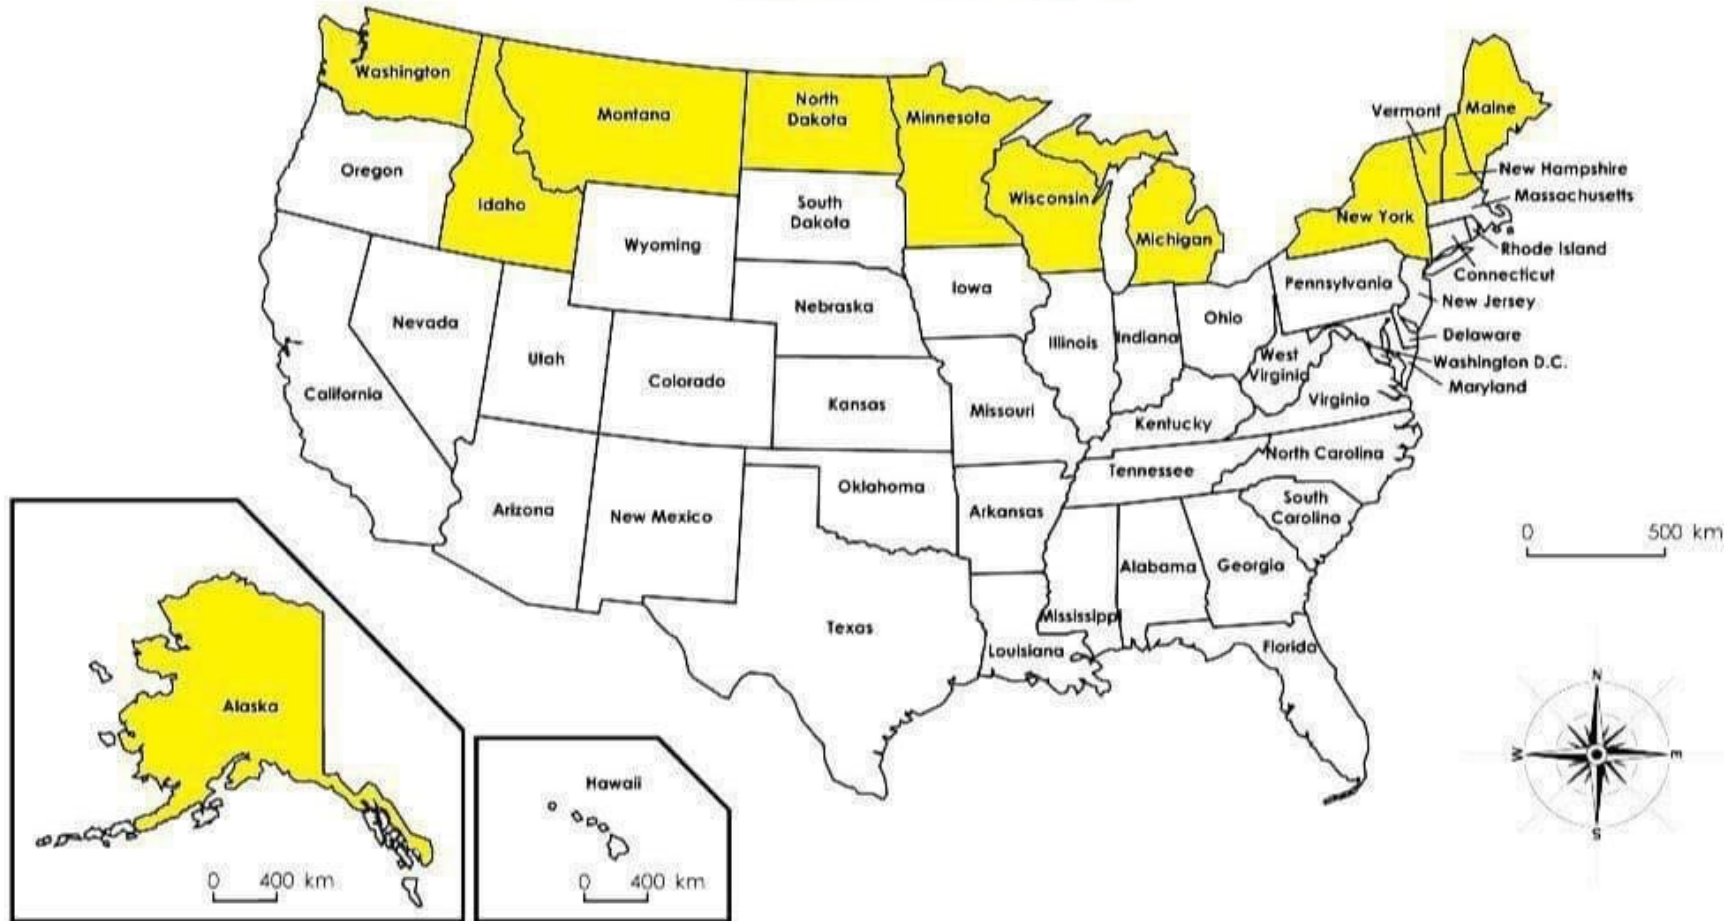 Washington
Montana
North
Dakota
Minnesota
Vermont
Maine
Oregon
Idaho
Wisconsin
New Hampshire
Massachusetts
South
Dakota
New York
Wyoming
Michigan
Rhode Island
Connecticut
Iowa
Pennsylvania
Nebraska
New Jersey
Nevada
Ohio
Delaware
Utah
Illinois
Indiana
West
Virginia
Washington D.C.
Colorado
Maryland
California
Kansas
Missouri
Virginia
Kentucky
North Carolina
Tennessee
Oklahoma
Arizona
New Mexico
Arkansas
South
Carolina
0 500 km
Alabama
Georgia
Mississippi
Texas
Louisiana
Florida
Alaska
N
W
E
S
Hawaii
0 400 km
0 400 km